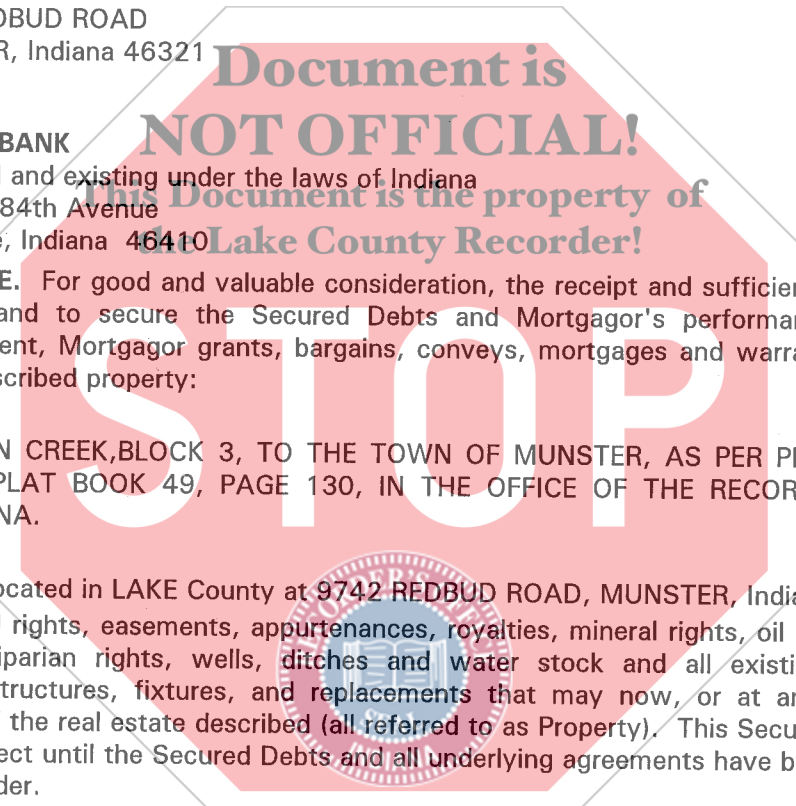 DBUD ROAD
R, Indiana 46321
Document is
NOT OFFICIAL!
BANK
and existing under the laws of Indiana
This Document is the property of
84th Avenue
the Lake County Recorder!
e, Indiana 46410
E. For good and valuable consideration, the receipt and sufficien
and to secure the Secured Debts and Mortgagor's performa
ent, Mortgagor grants, bargains, conveys, mortgages and warra
scribed property:
STOP
N CREEK,BLOCK 3, TO THE TOWN OF MUNSTER, AS PER P
PLAT BOOK 49, PAGE 130, IN THE OFFICE OF THE RECOR
NA.
ocated in LAKE County at 9742 REDBUD ROAD, MUNSTER, India
rights, easements, appurtenances, royalties, mineral rights, oil
iparian rights, wells, ditches and water stock and all existi
tructures, fixtures, and replacements that may now, or at a
the real estate described (all referred to as Property). This Secu
ect until the Secured Debts and all underlying agreements have b
der.
RECORDER'S OFFICE
SEAL
INDIANA